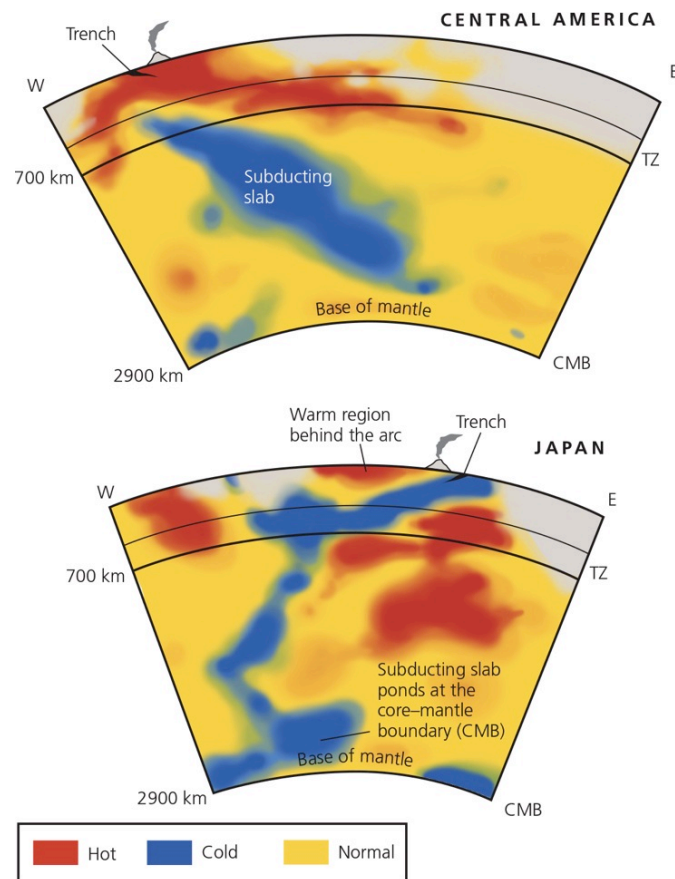 CENTRAL AMERICA
Trench
W
E
TZ
700 km
Subducting
slab
Base of mantle
2900 km
CMB
Warm region
behind the arc
Trench
JAPAN
W
E
700 km
TZ
Subducting slab
ponds at the
core–mantle
boundary (CMB)
Base of mantle
2900 km
CMB
Hot
Cold
Normal